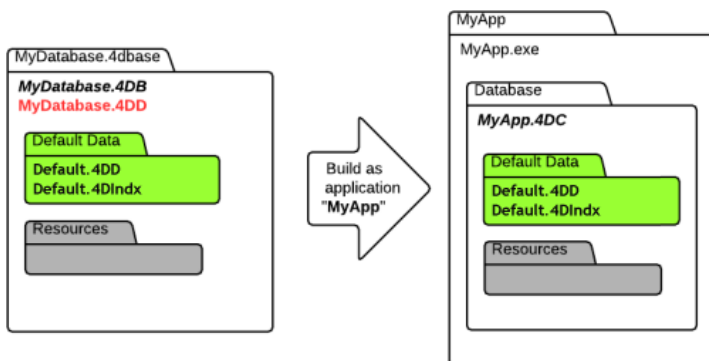 MyDatabase.4dbase
MyDatabase.4DB
MyDatabase.4DD
Default Data
Default.4DD
Default.4DIndx
Resources
Build as
application
"MyApp"
MyApp
MyApp.exe
Database
MyApp.4DC
Default Data
Default.4DD
Default.4DIndx
Resources